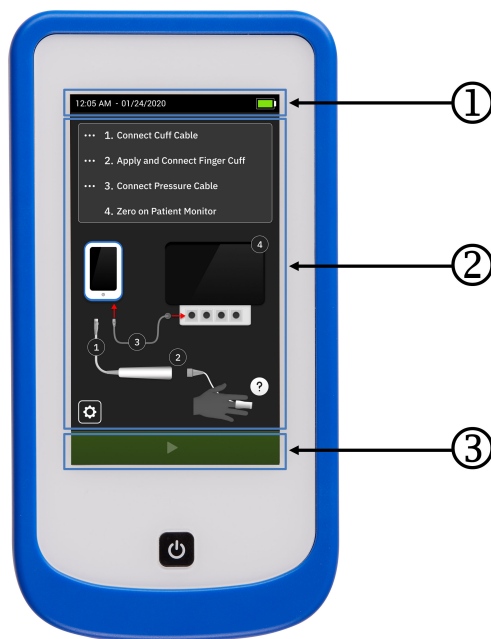 12:05 AM - 01/24/2020
1
... 1. Connect Cuff Cable
... 2. Apply and Connect Finger Cuff
... 3. Connect Pressure Cable
4. Zero on Patient Monitor
4
2
3
1
2
?
3